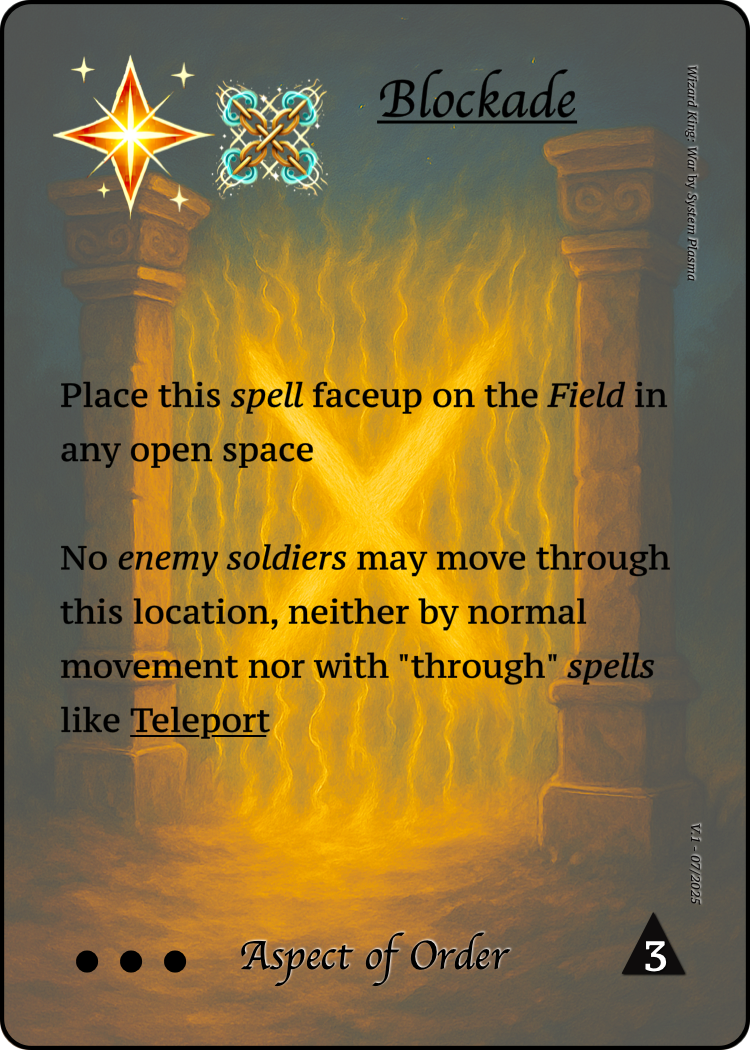 Blockade
Wizard King: War by System Plasma
Place this spell faceup on the Field in
any open space
No enemy soldiers may move through
this location, neither by normal
movement nor with "through" spells
like Teleport
V.1 - 07/2025
Aspect of Order
3